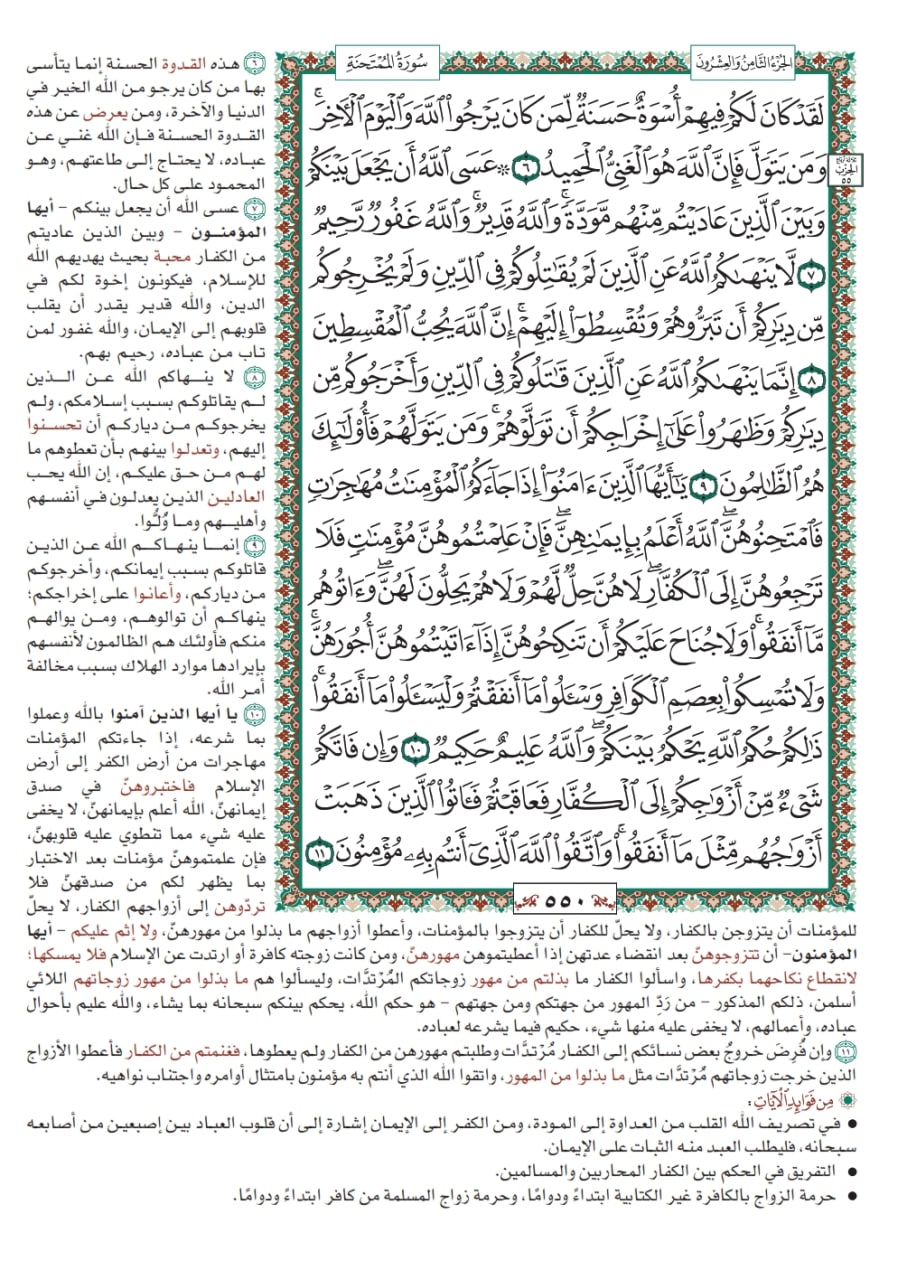 الجزء الثامن والعشرون
سورة الممتحنة
لَقَدْ كَانَ لَكُمْ فِيهِمْ أُسْوَةٌ حَسَنَةٌ لِّمَن كَانَ يَرْجُوا۟ ٱللَّهَ وَٱلْيَوْمَ ٱلْـَٔاخِرَ ۚ
وَمَن يَتَوَلَّ فَإِنَّ ٱللَّهَ هُوَ ٱلْغَنِىُّ ٱلْحَمِيدُ ٦ ۞ عَسَى ٱللَّهُ أَن يَجْعَلَ بَيْنَكُمْ
وَبَيْنَ ٱلَّذِينَ عَادَيْتُم مِّنْهُم مَّوَدَّةً ۚ وَٱللَّهُ قَدِيرٌ ۚ وَٱللَّهُ غَفُورٌ رَّحِيمٌ
٧ لَّا يَنْهَىٰكُمُ ٱللَّهُ عَنِ ٱلَّذِينَ لَمْ يُقَـٰتِلُوكُمْ فِى ٱلدِّينِ وَلَمْ يُخْرِجُوكُم
مِّن دِيَـٰرِكُمْ أَن تَبَرُّوهُمْ وَتُقْسِطُوٓا۟ إِلَيْهِمْ ۚ إِنَّ ٱللَّهَ يُحِبُّ ٱلْمُقْسِطِينَ
٨ إِنَّمَا يَنْهَىٰكُمُ ٱللَّهُ عَنِ ٱلَّذِينَ قَـٰتَلُوكُمْ فِى ٱلدِّينِ وَأَخْرَجُوكُم مِّن
دِيَـٰرِكُمْ وَظَـٰهَرُوا۟ عَلَىٰٓ إِخْرَاجِكُمْ أَن تَوَلَّوْهُمْ ۚ وَمَن يَتَوَلَّهُمْ فَأُو۟لَـٰٓئِكَ
هُمُ ٱلظَّـٰلِمُونَ ٩ يَـٰٓأَيُّهَا ٱلَّذِينَ ءَامَنُوٓا۟ إِذَا جَآءَكُمُ ٱلْمُؤْمِنَـٰتُ مُهَـٰجِرَٰتٍ
فَٱمْتَحِنُوهُنَّ ۖ ٱللَّهُ أَعْلَمُ بِإِيمَـٰنِهِنَّ ۖ فَإِنْ عَلِمْتُمُوهُنَّ مُؤْمِنَـٰتٍ فَلَا
تَرْجِعُوهُنَّ إِلَى ٱلْكُفَّارِ ۖ لَا هُنَّ حِلٌّ لَّهُمْ وَلَا هُمْ يَحِلُّونَ لَهُنَّ ۖ وَءَاتُوهُم
مَّآ أَنفَقُوا۟ ۚ وَلَا جُنَاحَ عَلَيْكُمْ أَن تَنكِحُوهُنَّ إِذَآ ءَاتَيْتُمُوهُنَّ أُجُورَهُنَّ ۚ
وَلَا تُمْسِكُوا۟ بِعِصَمِ ٱلْكَوَافِرِ وَسْـَٔلُوا۟ مَآ أَنفَقْتُمْ وَلْيَسْـَٔلُوا۟ مَآ أَنفَقُوا۟ ۚ
ذَٰلِكُمْ حُكْمُ ٱللَّهِ يَحْكُمُ بَيْنَكُمْ ۖ وَٱللَّهُ عَلِيمٌ حَكِيمٌ ١٠ وَإِن فَاتَكُمْ
شَىْءٌ مِّنْ أَزْوَٰجِكُمْ إِلَى ٱلْكُفَّارِ فَعَاقَبْتُمْ فَـَٔاتُوا۟ ٱلَّذِينَ ذَهَبَتْ
أَزْوَٰجُهُم مِّثْلَ مَآ أَنفَقُوا۟ ۚ وَٱتَّقُوا۟ ٱللَّهَ ٱلَّذِىٓ أَنتُم بِهِۦ مُؤْمِنُونَ ١١
٥٥٠
الحزب
٥٥
٦ هذه القدوة الحسنة إنما يتأسى
بها من كان يرجو من الله الخير في
الدنيا والآخرة، ومن يعرض عن هذه
القدوة الحسنة فإن الله غني عن
عباده، لا يحتاج إلى طاعتهم، وهو
المحمود على كل حال.
٧ عسى الله أن يجعل بينكم – أيها
المؤمنون – وبين الذين عاديتم
من الكفار محبة بحيث يهديهم الله
للإسلام، فيكونون إخوة لكم في
الدين، والله قدير يقدر أن يقلب
قلوبهم إلى الإيمان، والله غفور لمن
تاب من عباده، رحيم بهم.
٨ لا ينهاكم الله عن الذين
لم يقاتلوكم بسبب إسلامكم، ولم
يخرجوكم من دياركم أن تحسنوا
إليهم، وتعدلوا بينهم بأن تعطوهم ما
لهم من حق عليكم، إن الله يحب
العادلين الذين يعدلون في أنفسهم
وأهليهم وما وُلُّوا.
٩ إنما ينهاكم الله عن الذين
قاتلوكم بسبب إيمانكم، وأخرجوكم
من دياركم، وأعانوا على إخراجكم؛
ينهاكم أن توالوهم، ومن يوالهم
منكم فأولئك هم الظالمون لأنفسهم
بإيرادها موارد الهلاك بسبب مخالفة
أمر الله.
١٠ يا أيها الذين آمنوا بالله وعملوا
بما شرعه، إذا جاءتكم المؤمنات
مهاجرات من أرض الكفر إلى أرض
الإسلام فاختبروهنّ في صدق
إيمانهنّ، الله أعلم بإيمانهنّ، لا يخفى
عليه شيء مما تنطوي عليه قلوبهنّ،
فإن علمتموهنّ مؤمنات بعد الاختبار
بما يظهر لكم من صدقهنّ فلا
تردّوهن إلى أزواجهم الكفار، لا يحلّ
للمؤمنات أن يتزوجن بالكفار، ولا يحلّ للكفار أن يتزوجوا بالمؤمنات، وأعطوا أزواجهم ما بذلوا من مهورهنّ، ولا إثم عليكم – أيها
المؤمنون– أن تتزوجوهنّ بعد انقضاء عدتهن إذا أعطيتموهن مهورهنّ، ومن كانت زوجته كافرة أو ارتدت عن الإسلام فلا يمسكها؛
لانقطاع نكاحهما بكفرها، واسألوا الكفار ما بذلتم من مهور زوجاتكم المرتدَّات، وليسألوا هم ما بذلوا من مهور زوجاتهم اللائي
أسلمن، ذلكم المذكور – من رَدِّ المهور من جهتكم ومن جهتهم – هو حكم الله، يحكم بينكم سبحانه بما يشاء، والله عليم بأحوال
عباده، وأعمالهم، لا يخفى عليه منها شيء، حكيم فيما يشرعه لعباده.
١١ وإن فُرِضَ خروجُ بعض نسائكم إلى الكفار مُرْتدَّات وطلبتم مهورهن من الكفار ولم يعطوها، فغنمتم من الكفار فأعطوا الأزواج
الذين خرجت زوجاتهم مُرْتدَّات مثل ما بذلوا من المهور، واتقوا الله الذي أنتم به مؤمنون بامتثال أوامره واجتناب نواهيه.
من فوائد الآيات:
• في تصريف الله القلب من العداوة إلى المودة، ومن الكفر إلى الإيمان إشارة إلى أن قلوب العباد بين إصبعين من أصابعه
سبحانه، فليطلب العبد منه الثبات على الإيمان.
• التفريق في الحكم بين الكفار المحاربين والمسالمين.
• حرمة الزواج بالكافرة غير الكتابية ابتداءً ودوامًا، وحرمة زواج المسلمة من كافر ابتداءً ودوامًا.